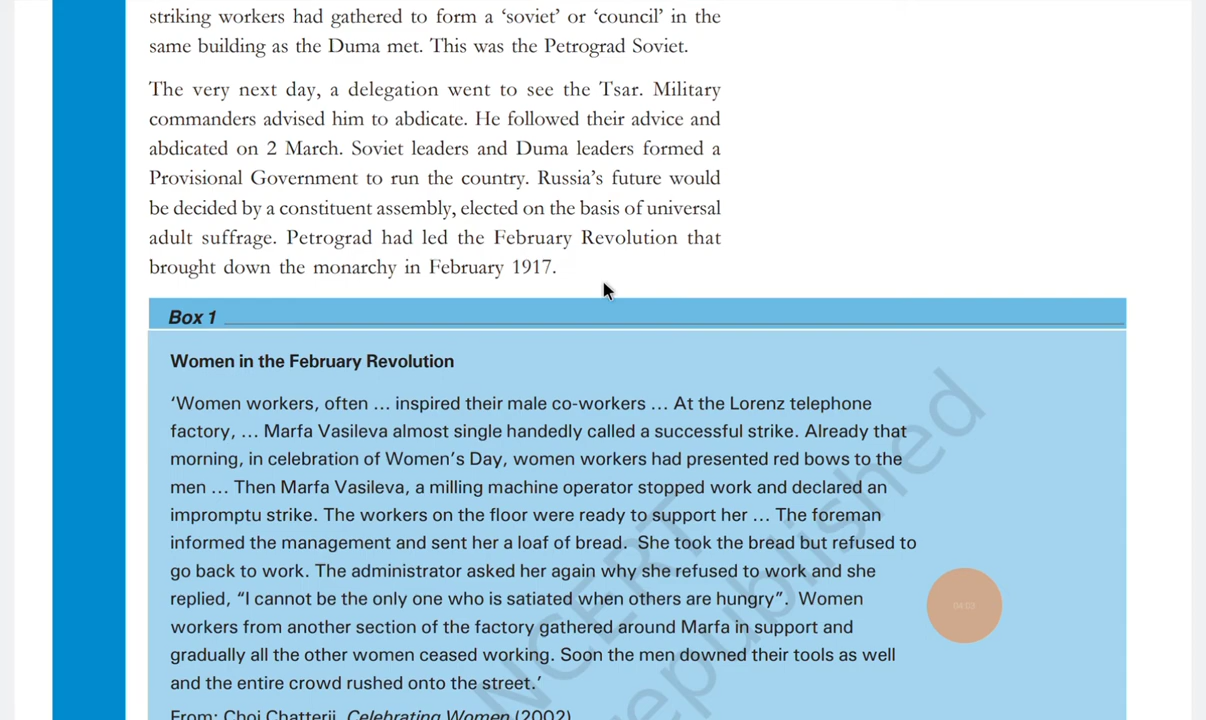 striking workers had gathered to form a ‘soviet’ or ‘council’ in the
same building as the Duma met. This was the Petrograd Soviet.
The very next day, a delegation went to see the Tsar. Military
commanders advised him to abdicate. He followed their advice and
abdicated on 2 March. Soviet leaders and Duma leaders formed a
Provisional Government to run the country. Russia’s future would
be decided by a constituent assembly, elected on the basis of universal
adult suffrage. Petrograd had led the February Revolution that
brought down the monarchy in February 1917.
Box 1
Women in the February Revolution
‘Women workers, often … inspired their male co-workers … At the Lorenz telephone
factory, … Marfa Vasileva almost single handedly called a successful strike. Already that
morning, in celebration of Women’s Day, women workers had presented red bows to the
men … Then Marfa Vasileva, a milling machine operator stopped work and declared an
impromptu strike. The workers on the floor were ready to support her … The foreman
informed the management and sent her a loaf of bread. She took the bread but refused to
go back to work. The administrator asked her again why she refused to work and she
replied, “I cannot be the only one who is satiated when others are hungry”. Women
workers from another section of the factory gathered around Marfa in support and
gradually all the other women ceased working. Soon the men downed their tools as well
and the entire crowd rushed onto the street.’
From: Choi Chatterji, Celebrating Women (2002)
NCERT
republished